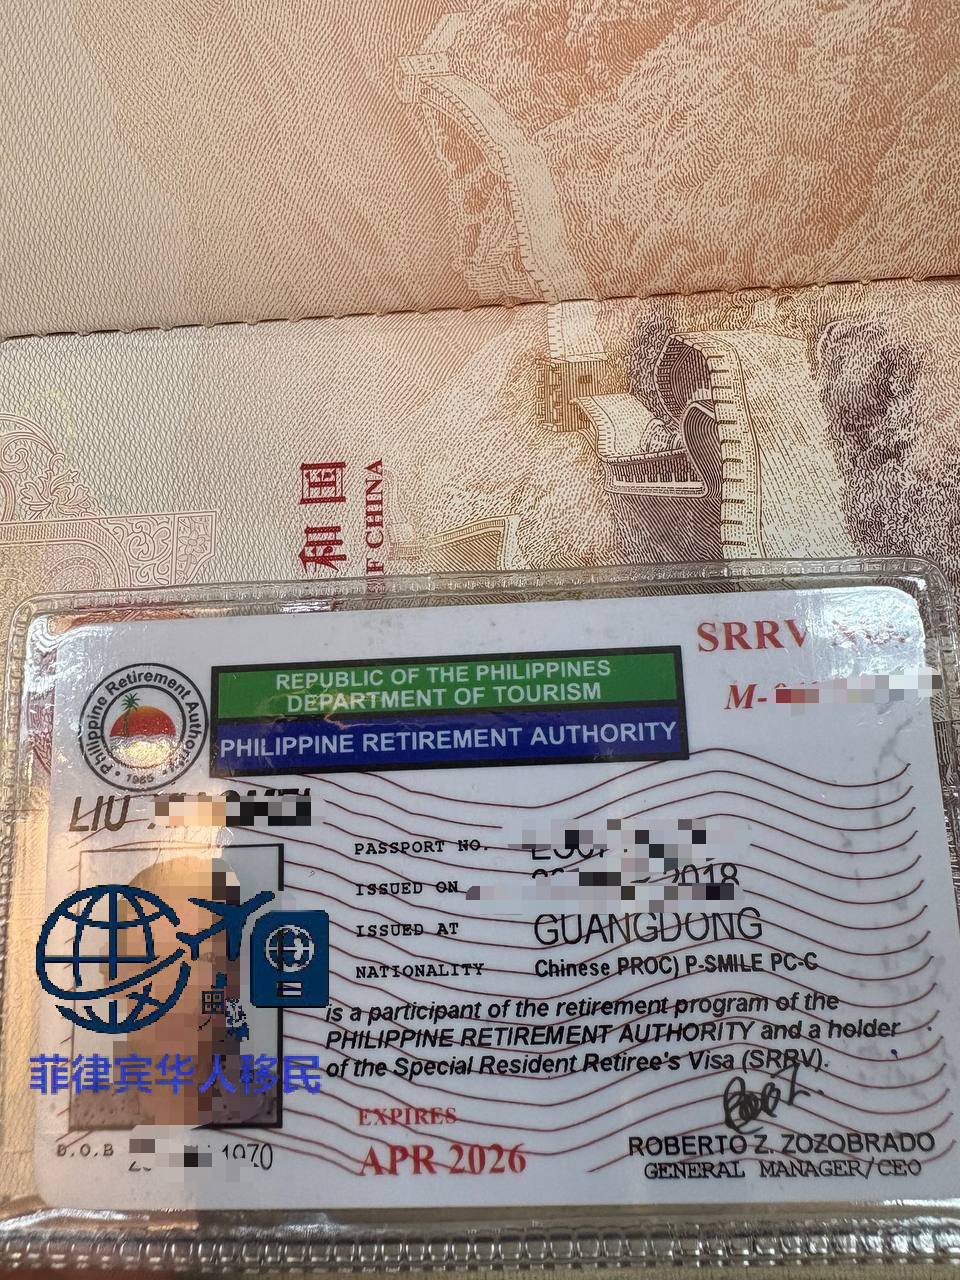 和国
F CHINA
SRRV
M-
Philippine Retirement Authority
1985
REPUBLIC OF THE PHILIPPINES
DEPARTMENT OF TOURISM
PHILIPPINE RETIREMENT AUTHORITY
LIU
PASSPORT NO.
ISSUED ON 2018
ISSUED AT GUANGDONG
NATIONALITY Chinese PROC) P-SMILE PC-C
is a participant of the retirement program of the
PHILIPPINE RETIREMENT AUTHORITY and a holder
of the Special Resident Retiree's Visa (SRRV).
菲律宾华人移民
EXPIRES
APR 2026
D.O.B 1970
ROBERTO Z. ZOZOBRADO
GENERAL MANAGER/CEO